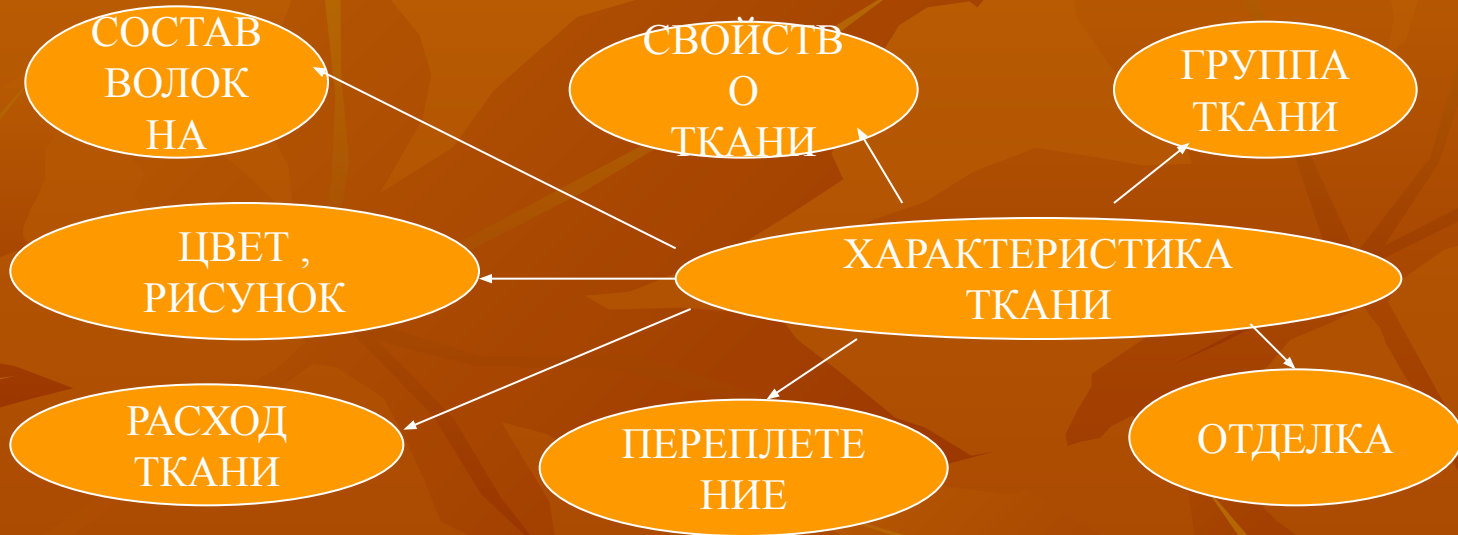 СОСТАВ
ВОЛОК
НА
СВОЙСТВ
О
ТКАНИ
ГРУППА
ТКАНИ
ЦВЕТ ,
РИСУНОК
ХАРАКТЕРИСТИКА
ТКАНИ
РАСХОД
ТКАНИ
ПЕРЕПЛЕТЕ
НИЕ
ОТДЕЛКА